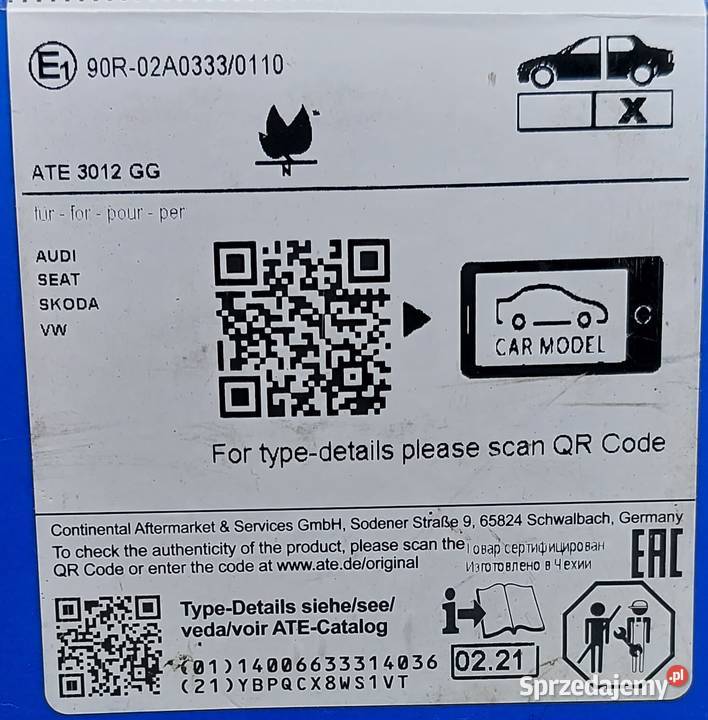 E1 90R-02A0333/0110
X
N
ATE 3012 GG
für - for - pour - per
AUDI
SEAT
SKODA
VW
CAR MODEL
For type-details please scan QR Code
Continental Aftermarket & Services GmbH, Sodener Straße 9, 65824 Schwalbach, Germany
To check the authenticity of the product, please scan the
QR Code or enter the code at www.ate.de/original
Товар сертифицирован
Изготовлено в Чехии
EAC
Type-Details siehe/see/
veda/voir ATE-Catalog
i
(01)14006633314036
(21)YBPQCX8WS1VT
02.21
Sprzedajemy.pl